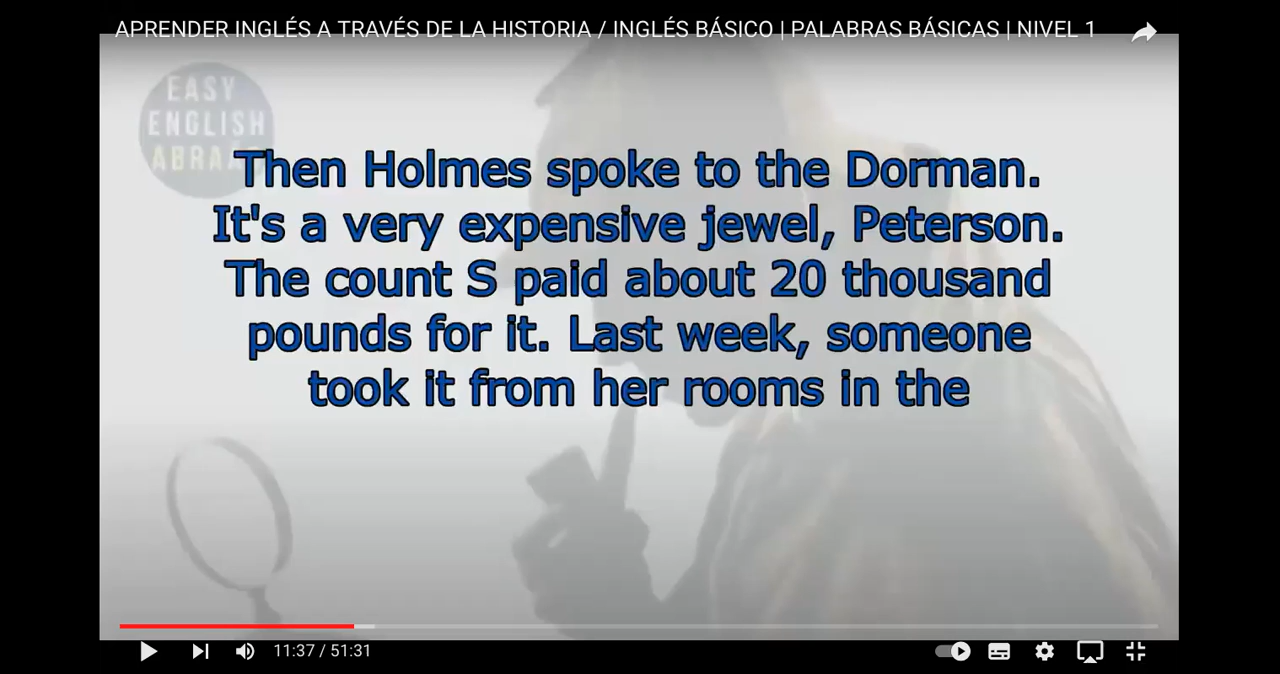 APRENDER INGLÉS A TRAVÉS DE LA HISTORIA / INGLÉS BÁSICO | PALABRAS BÁSICAS | NIVEL 1
EASY
ENGLISH
Then Holmes spoke to the Dorman.
It's a very expensive jewel, Peterson.
The count S paid about 20 thousand
pounds for it. Last week, someone
took it from her rooms in the
11:37 / 51:31